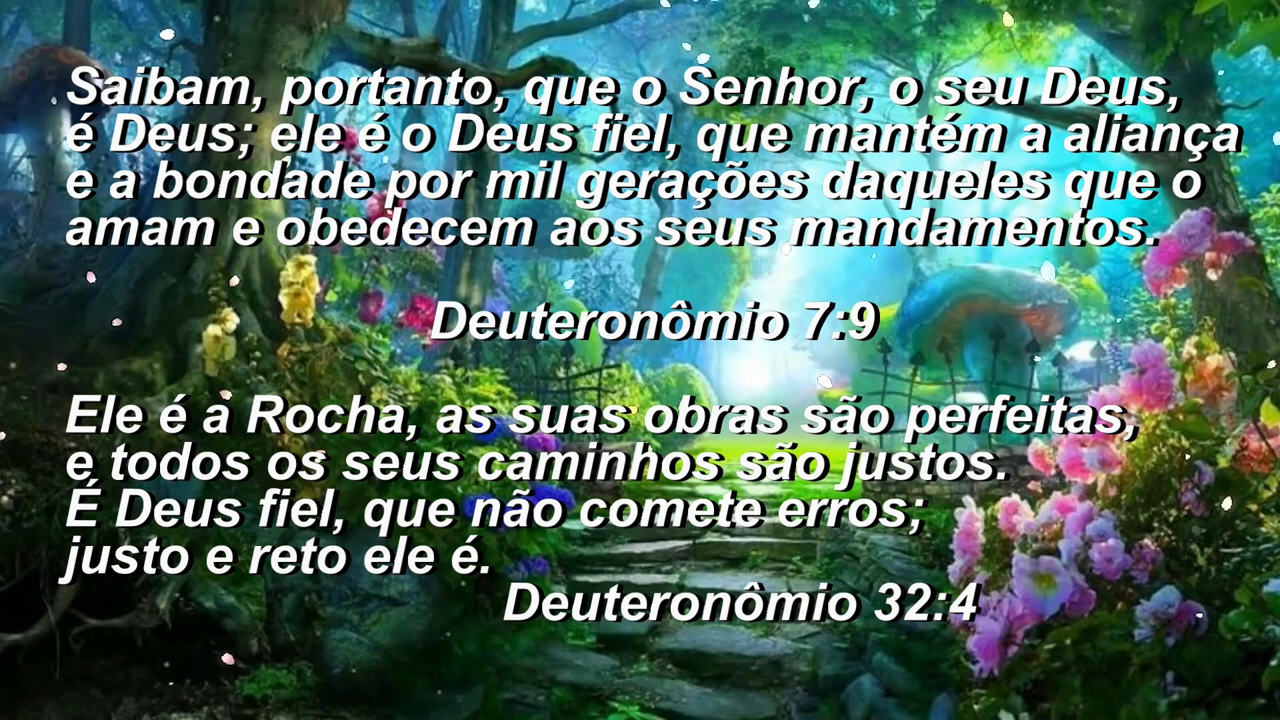 Saibam, portanto, que o Senhor, o seu Deus,
é Deus; ele é o Deus fiel, que mantém a aliança
e a bondade por mil gerações daqueles que o
amam e obedecem aos seus mandamentos.
Deuteronômio 7:9
Ele é a Rocha, as suas obras são perfeitas,
e todos os seus caminhos são justos.
É Deus fiel, que não comete erros;
justo e reto ele é.
Deuteronômio 32:4